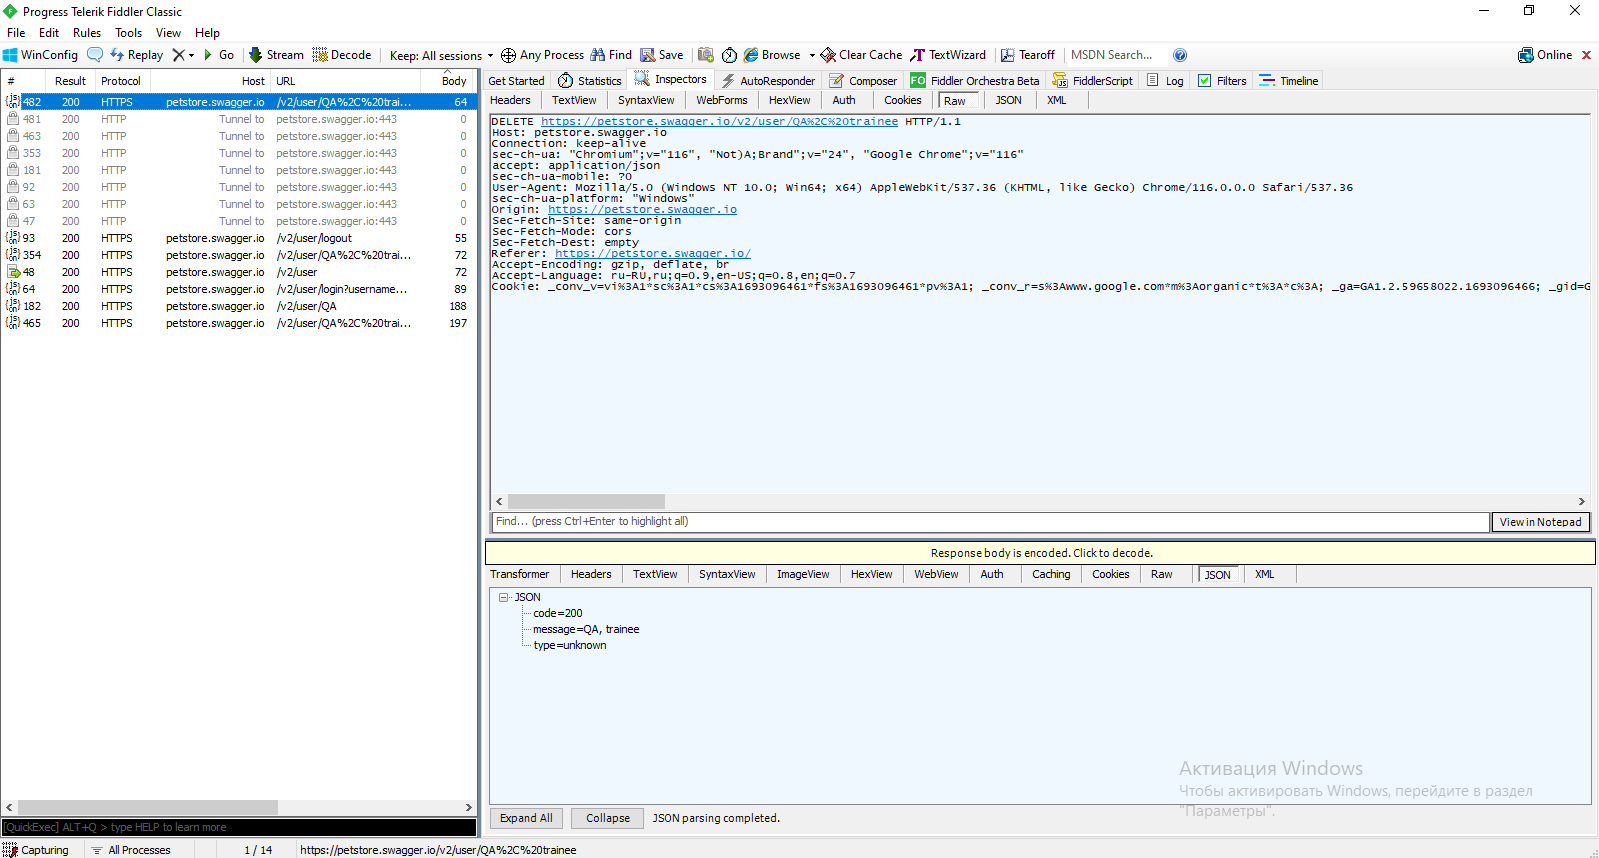 Progress Telerik Fiddler Classic
File Edit Rules Tools View Help
WinConfig Replay Go Stream Decode Keep: All sessions Any Process Find Save Browse Clear Cache TextWizard Tearoff MSDN Search... Online
# Result Protocol Host URL Body
482 200 HTTPS petstore.swagger.io /v2/user/QA%2C%20trai... 64
481 200 HTTP Tunnel to petstore.swagger.io:443 0
463 200 HTTP Tunnel to petstore.swagger.io:443 0
353 200 HTTP Tunnel to petstore.swagger.io:443 0
181 200 HTTP Tunnel to petstore.swagger.io:443 0
92 200 HTTP Tunnel to petstore.swagger.io:443 0
63 200 HTTP Tunnel to petstore.swagger.io:443 0
47 200 HTTP Tunnel to petstore.swagger.io:443 0
93 200 HTTPS petstore.swagger.io /v2/user/logout 55
354 200 HTTPS petstore.swagger.io /v2/user/QA%2C%20trai... 72
48 200 HTTPS petstore.swagger.io /v2/user 72
64 200 HTTPS petstore.swagger.io /v2/user/login?username... 89
182 200 HTTPS petstore.swagger.io /v2/user/QA 188
465 200 HTTPS petstore.swagger.io /v2/user/QA%2C%20trai... 197
[QuickExec] ALT+Q > type HELP to learn more
Get Started Statistics Inspectors AutoResponder Composer FO Fiddler Orchestra Beta FiddlerScript Log Filters Timeline
Headers TextView SyntaxView WebForms HexView Auth Cookies Raw JSON XML
DELETE https://petstore.swagger.io/v2/user/QA%2C%20trainee HTTP/1.1
Host: petstore.swagger.io
Connection: keep-alive
sec-ch-ua: "Chromium";v="116", "Not)A;Brand";v="24", "Google Chrome";v="116"
accept: application/json
sec-ch-ua-mobile: ?0
User-Agent: Mozilla/5.0 (Windows NT 10.0; Win64; x64) AppleWebKit/537.36 (KHTML, like Gecko) Chrome/116.0.0.0 Safari/537.36
sec-ch-ua-platform: "Windows"
Origin: https://petstore.swagger.io
Sec-Fetch-Site: same-origin
Sec-Fetch-Mode: cors
Sec-Fetch-Dest: empty
Referer: https://petstore.swagger.io/
Accept-Encoding: gzip, deflate, br
Accept-Language: ru-RU,ru;q=0.9,en-US;q=0.8,en;q=0.7
Cookie: _conv_v=vi%3A1*sc%3A1*cs%3A1693096461*fs%3A1693096461*pv%3A1; _conv_r=s%3Awww.google.com*m%3Aorganic*t%3A*c%3A; _ga=GA1.2.59658022.1693096466; _gid=G
Find... (press Ctrl+Enter to highlight all) View in Notepad
Response body is encoded. Click to decode.
Transformer Headers TextView SyntaxView ImageView HexView WebView Auth Caching Cookies Raw JSON XML
JSON
code=200
message=QA, trainee
type=unknown
Активация Windows
Чтобы активировать Windows, перейдите в раздел
"Параметры".
Expand All Collapse JSON parsing completed.
Capturing All Processes 1 / 14 https://petstore.swagger.io/v2/user/QA%2C%20trainee